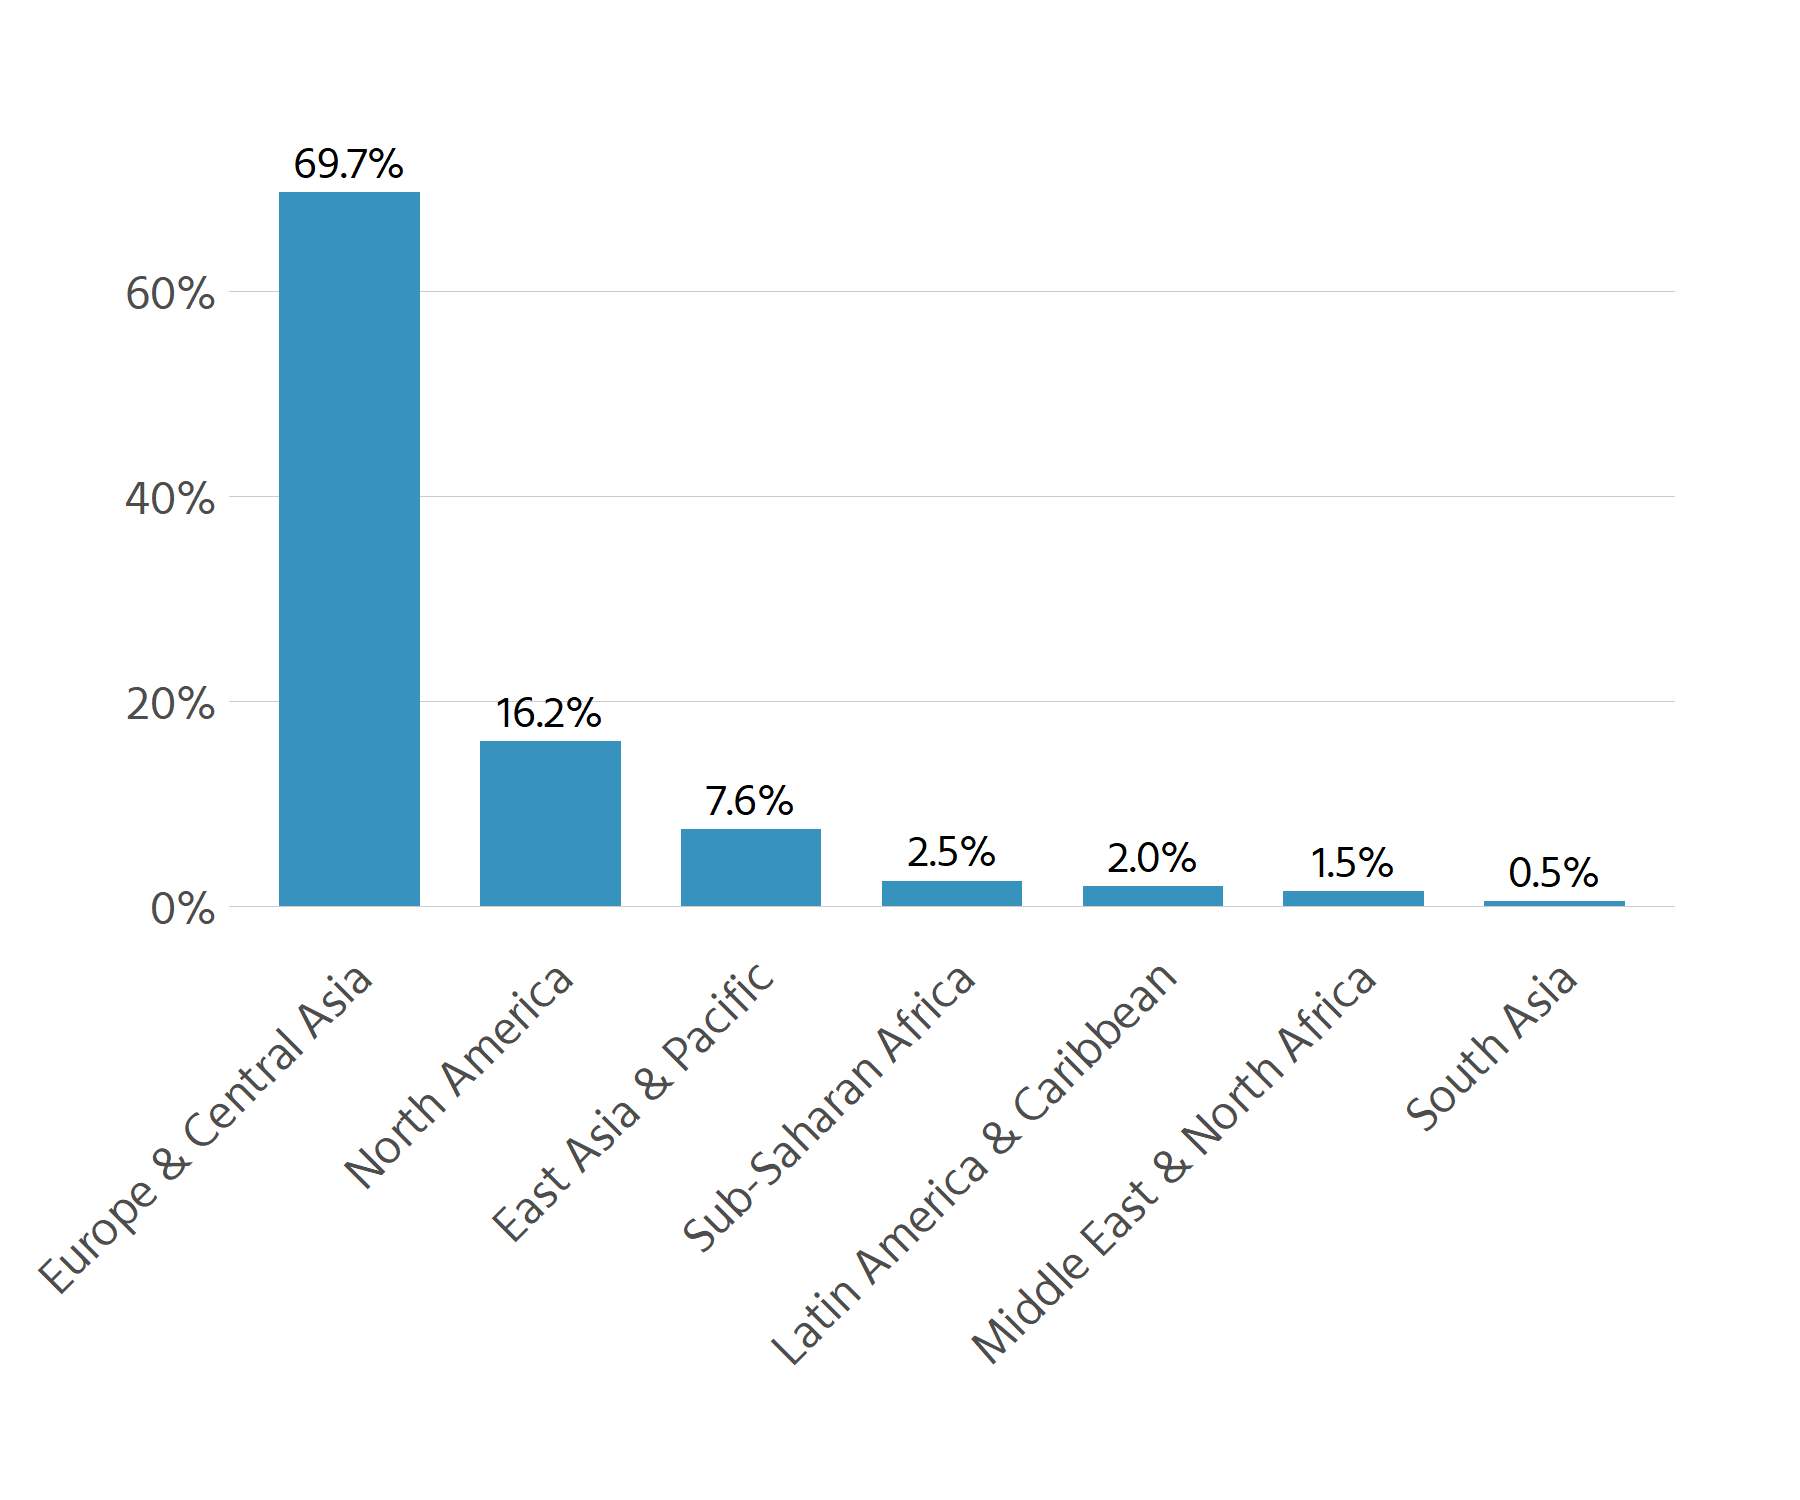 69.7%
60%
40%
20%
16.2%
7.6%
2.5%
2.0%
1.5%
0.5%
0%
Europe & Central Asia
North America
East Asia & Pacific
Sub-Saharan Africa
Latin America & Caribbean
Middle East & North Africa
South Asia